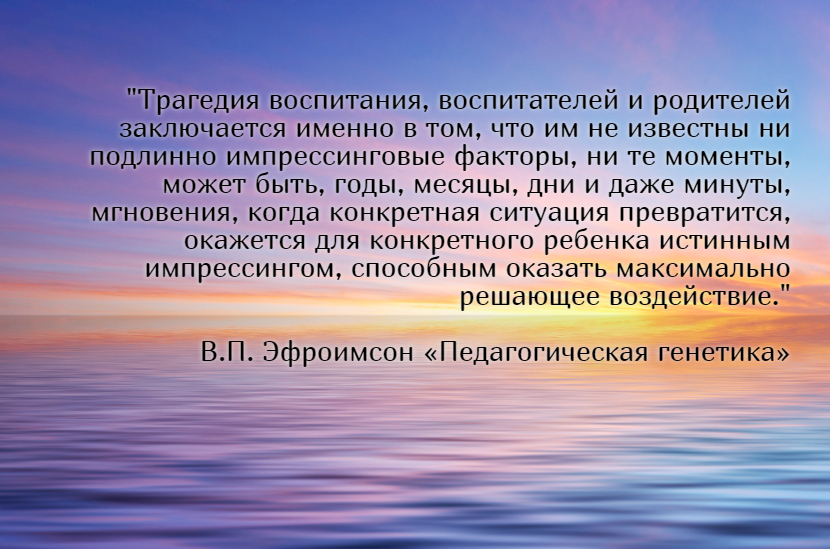 "Трагедия воспитания, воспитателей и родителей
заключается именно в том, что им не известны ни
подлинно импрессинговые факторы, ни те моменты,
может быть, годы, месяцы, дни и даже минуты,
мгновения, когда конкретная ситуация превратится,
окажется для конкретного ребенка истинным
импрессингом, способным оказать максимально
решающее воздействие."
В.П. Эфроимсон «Педагогическая генетика»